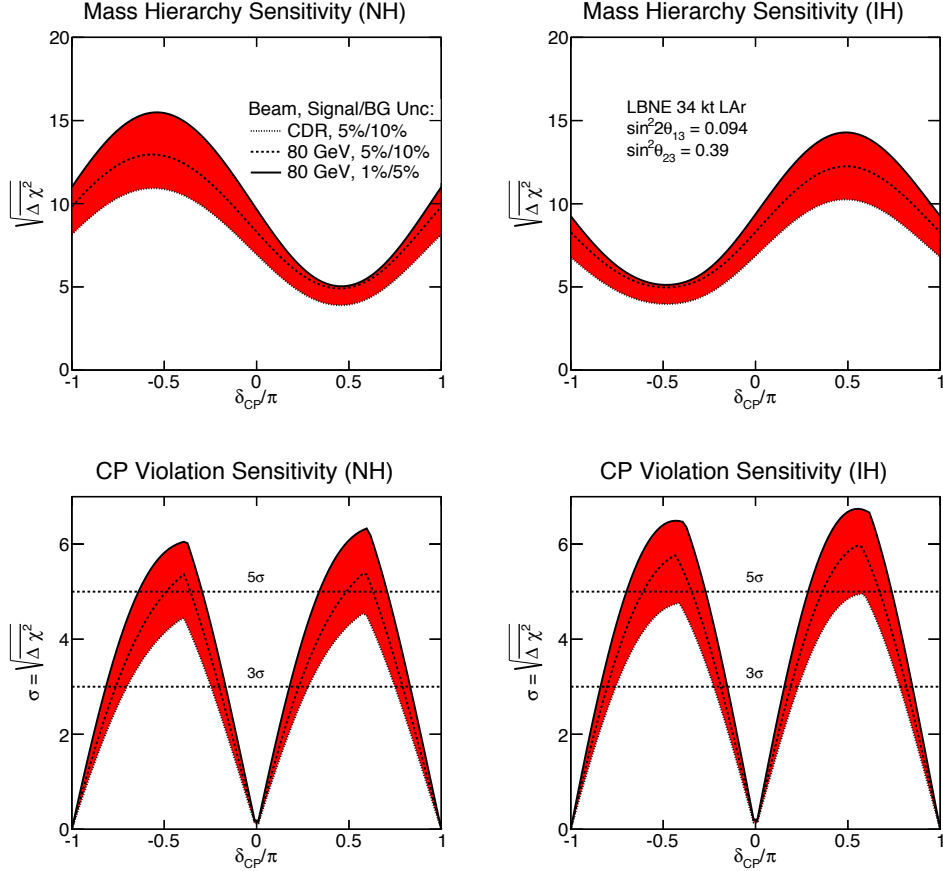 Mass Hierarchy Sensitivity (NH)
20
15
10
5
0
√Δχ²
Beam, Signal/BG Unc:
CDR, 5%/10%
80 GeV, 5%/10%
80 GeV, 1%/5%
-1 -0.5 0 0.5 1
δCP/π
Mass Hierarchy Sensitivity (IH)
20
15
10
5
0
√Δχ²
LBNE 34 kt LAr
sin²2θ13 = 0.094
sin²θ23 = 0.39
-1 -0.5 0 0.5 1
δCP/π
CP Violation Sensitivity (NH)
6
4
2
0
σ = √Δχ²
5σ
3σ
-1 -0.5 0 0.5 1
δCP/π
CP Violation Sensitivity (IH)
6
4
2
0
σ = √Δχ²
5σ
3σ
-1 -0.5 0 0.5 1
δCP/π